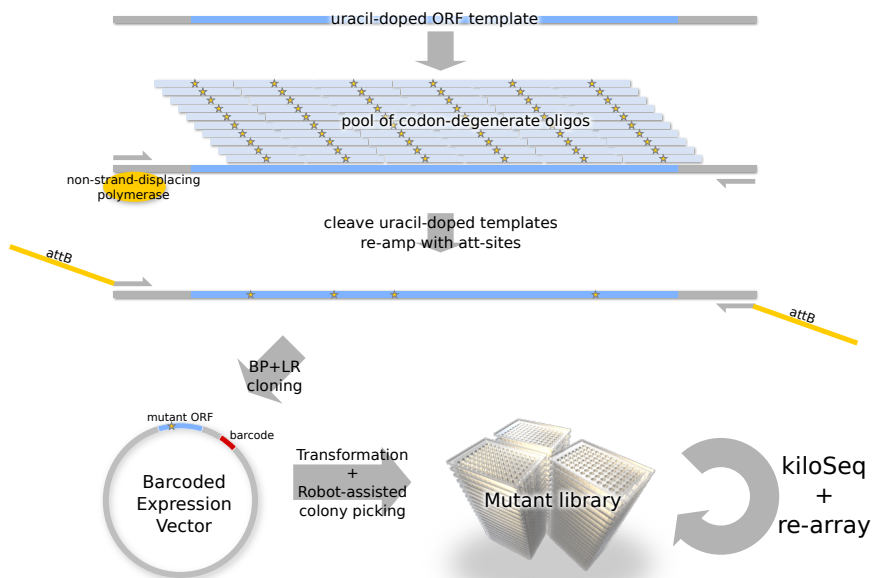 uracil-doped ORF template
pool of codon-degenerate oligos
non-strand-displacing
polymerase
cleave uracil-doped templates
re-amp with att-sites
attB
attB
BP+LR
cloning
mutant ORF
barcode
Barcoded
Expression
Vector
Transformation
+
Robot-assisted
colony picking
Mutant library
kiloSeq
+
re-array